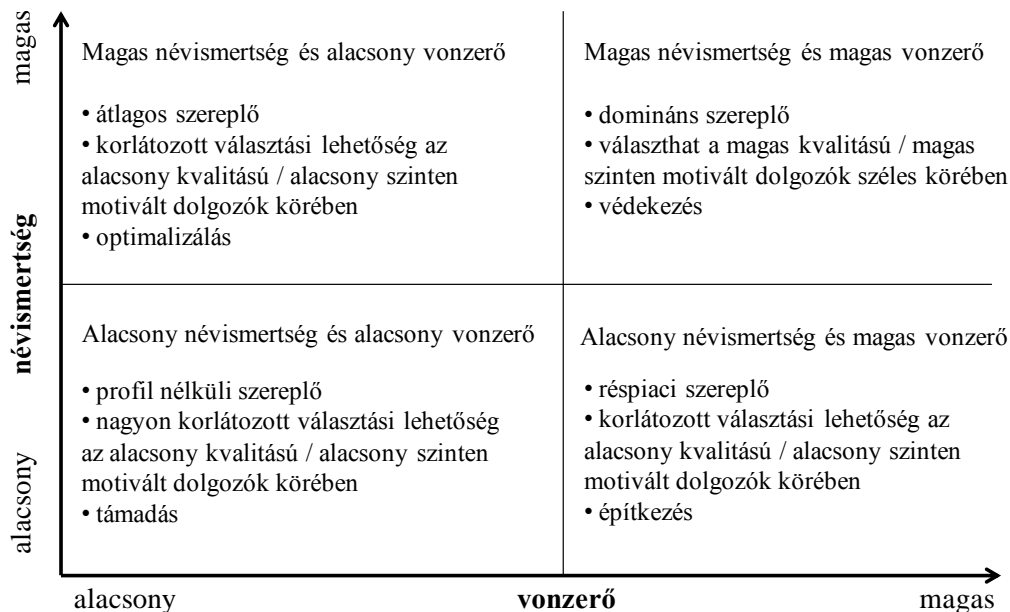 magas
névismertség
alacsony
Magas névismertség és alacsony vonzerő
• átlagos szereplő
• korlátozott választási lehetőség az
alacsony kvalitású / alacsony szinten
motivált dolgozók körében
• optimalizálás
Magas névismertség és magas vonzerő
• domináns szereplő
• választhat a magas kvalitású / magas
szinten motivált dolgozók széles körében
• védekezés
Alacsony névismertség és alacsony vonzerő
• profil nélküli szereplő
• nagyon korlátozott választási lehetőség
az alacsony kvalitású / alacsony szinten
motivált dolgozók körében
• támadás
Alacsony névismertség és magas vonzerő
• réspiaci szereplő
• korlátozott választási lehetőség az
alacsony kvalitású / alacsony szinten
motivált dolgozók körében
• építkezés
alacsony vonzerő magas